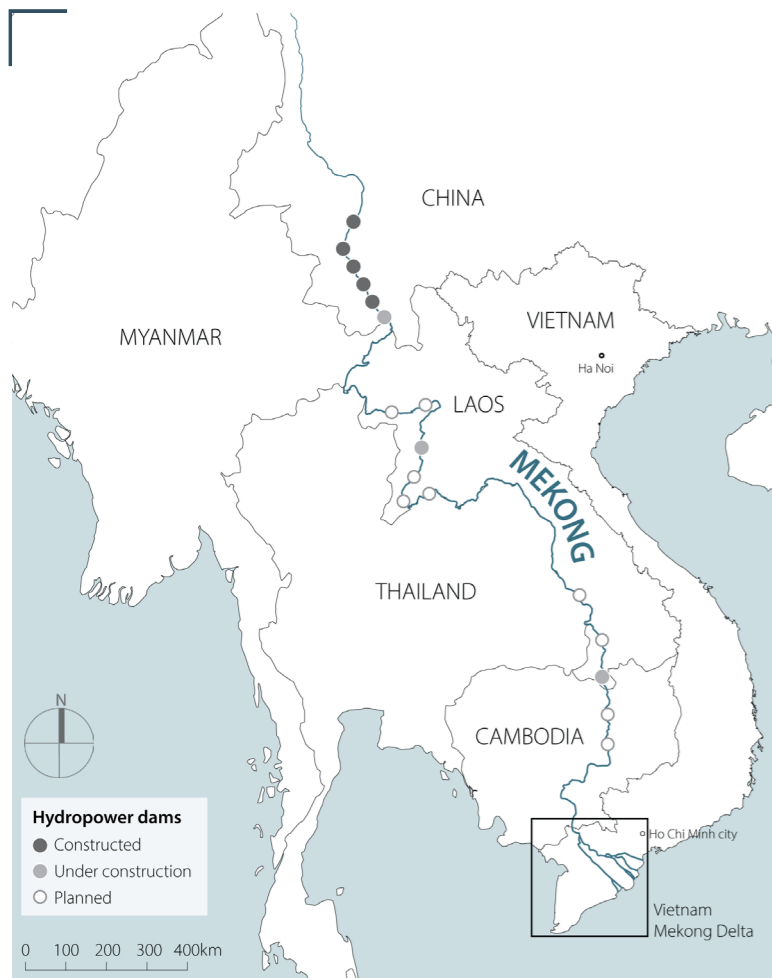 CHINA
VIETNAM
MYANMAR
Ha Noi
LAOS
MEKONG
THAILAND
N
CAMBODIA
Hydropower dams
Constructed
Under construction
Planned
Ho Chi Minh city
Vietnam
Mekong Delta
0 100 200 300 400km